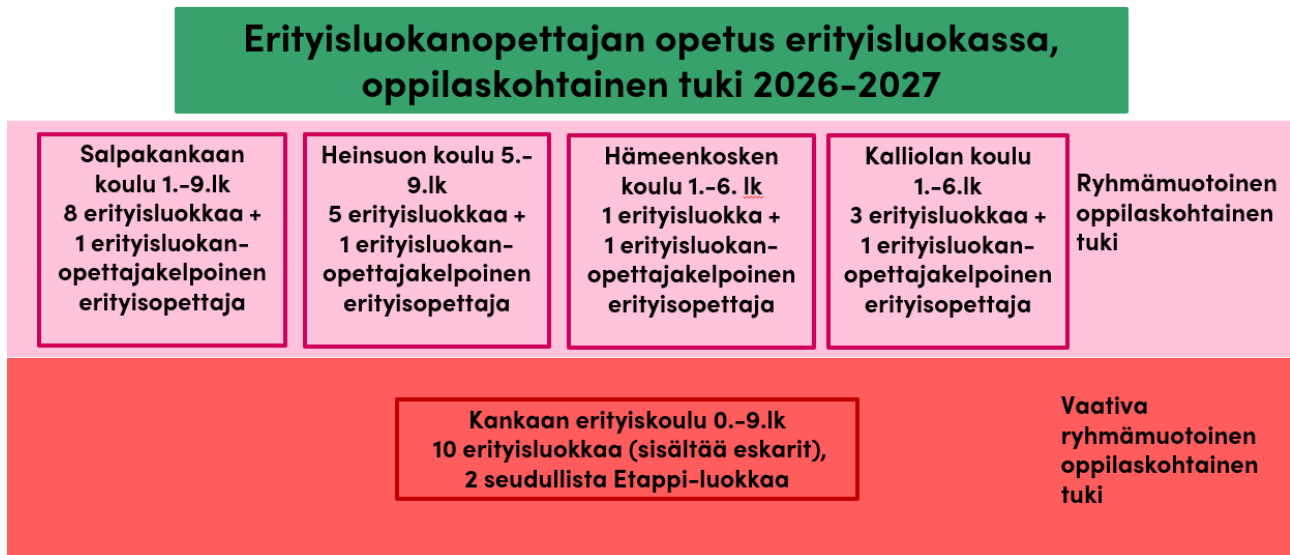 Erityisluokanopettajan opetus erityisluokassa,
oppilaskohtainen tuki 2026-2027
Salpakankaan
koulu 1.-9.lk
8 erityisluokkaa +
1 erityisluokan-
opettajakelpoinen
erityisopettaja
Heinsuon koulu 5.-
9.lk
5 erityisluokkaa +
1 erityisluokan-
opettajakelpoinen
erityisopettaja
Hämeenkosken
koulu 1.-6. lk
1 erityisluokka +
1 erityisluokan-
opettajakelpoinen
erityisopettaja
Kalliolan koulu
1.-6.lk
3 erityisluokkaa +
1 erityisluokan-
opettajakelpoinen
erityisopettaja
Ryhmämuotoinen
oppilaskohtainen
tuki
Kankaan erityiskoulu 0.-9.lk
10 erityisluokkaa (sisältää eskarit),
2 seudullista Etappi-luokkaa
Vaativa
ryhmämuotoinen
oppilaskohtainen
tuki